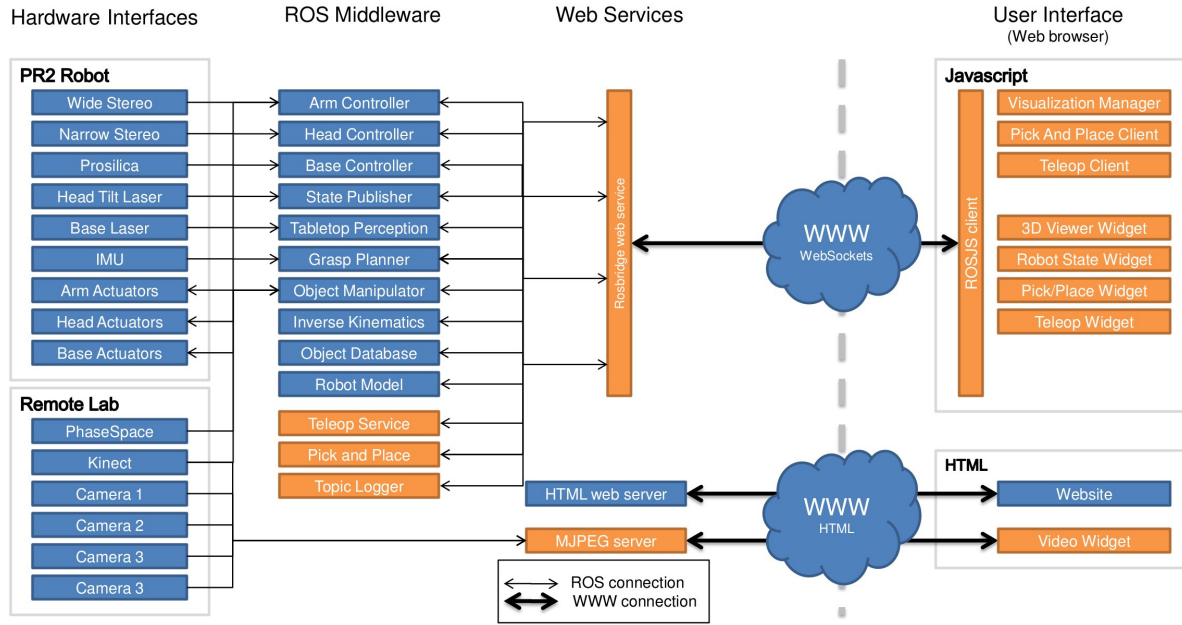 Hardware Interfaces
ROS Middleware
Web Services
User Interface
(Web browser)
PR2 Robot
Wide Stereo
Narrow Stereo
Prosilica
Head Tilt Laser
Base Laser
IMU
Arm Actuators
Head Actuators
Base Actuators
Remote Lab
PhaseSpace
Kinect
Camera 1
Camera 2
Camera 3
Camera 3
Arm Controller
Head Controller
Base Controller
State Publisher
Tabletop Perception
Grasp Planner
Object Manipulator
Inverse Kinematics
Object Database
Robot Model
Teleop Service
Pick and Place
Topic Logger
Rosbridge web service
HTML web server
MJPEG server
ROS connection
WWW connection
WWW
WebSockets
WWW
HTML
Javascript
ROSJS client
Visualization Manager
Pick And Place Client
Teleop Client
3D Viewer Widget
Robot State Widget
Pick/Place Widget
Teleop Widget
HTML
Website
Video Widget